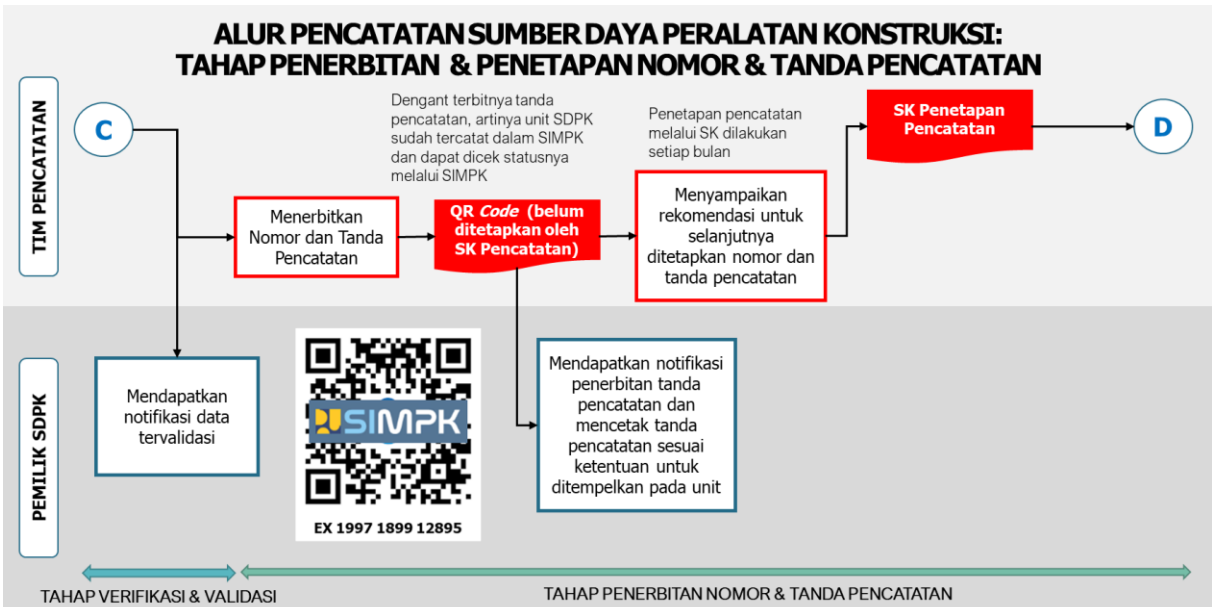 ALUR PENCATATAN SUMBER DAYA PERALATAN KONSTRUKSI:
TAHAP PENERBITAN & PENETAPAN NOMOR & TANDA PENCATATAN
TIM PENCATATAN
C
Dengant terbitnya tanda
pencatatan, artinya unit SDPK
sudah tercatat dalam SIMPK
dan dapat dicek statusnya
melalui SIMPK
Penetapan pencatatan
melalui SK dilakukan
setiap bulan
SK Penetapan
Pencatatan
D
Menerbitkan
Nomor dan Tanda
Pencatatan
QR Code (belum
ditetapkan oleh
SK Pencatatan)
Menyampaikan
rekomendasi untuk
selanjutnya
ditetapkan nomor dan
tanda pencatatan
PEMILIK SDPK
Mendapatkan
notifikasi data
tervalidasi
SIMPK
EX 1997 1899 12895
Mendapatkan notifikasi
penerbitan tanda
pencatatan dan
mencetak tanda
pencatatan sesuai
ketentuan untuk
ditempelkan pada unit
TAHAP VERIFIKASI & VALIDASI
TAHAP PENERBITAN NOMOR & TANDA PENCATATAN